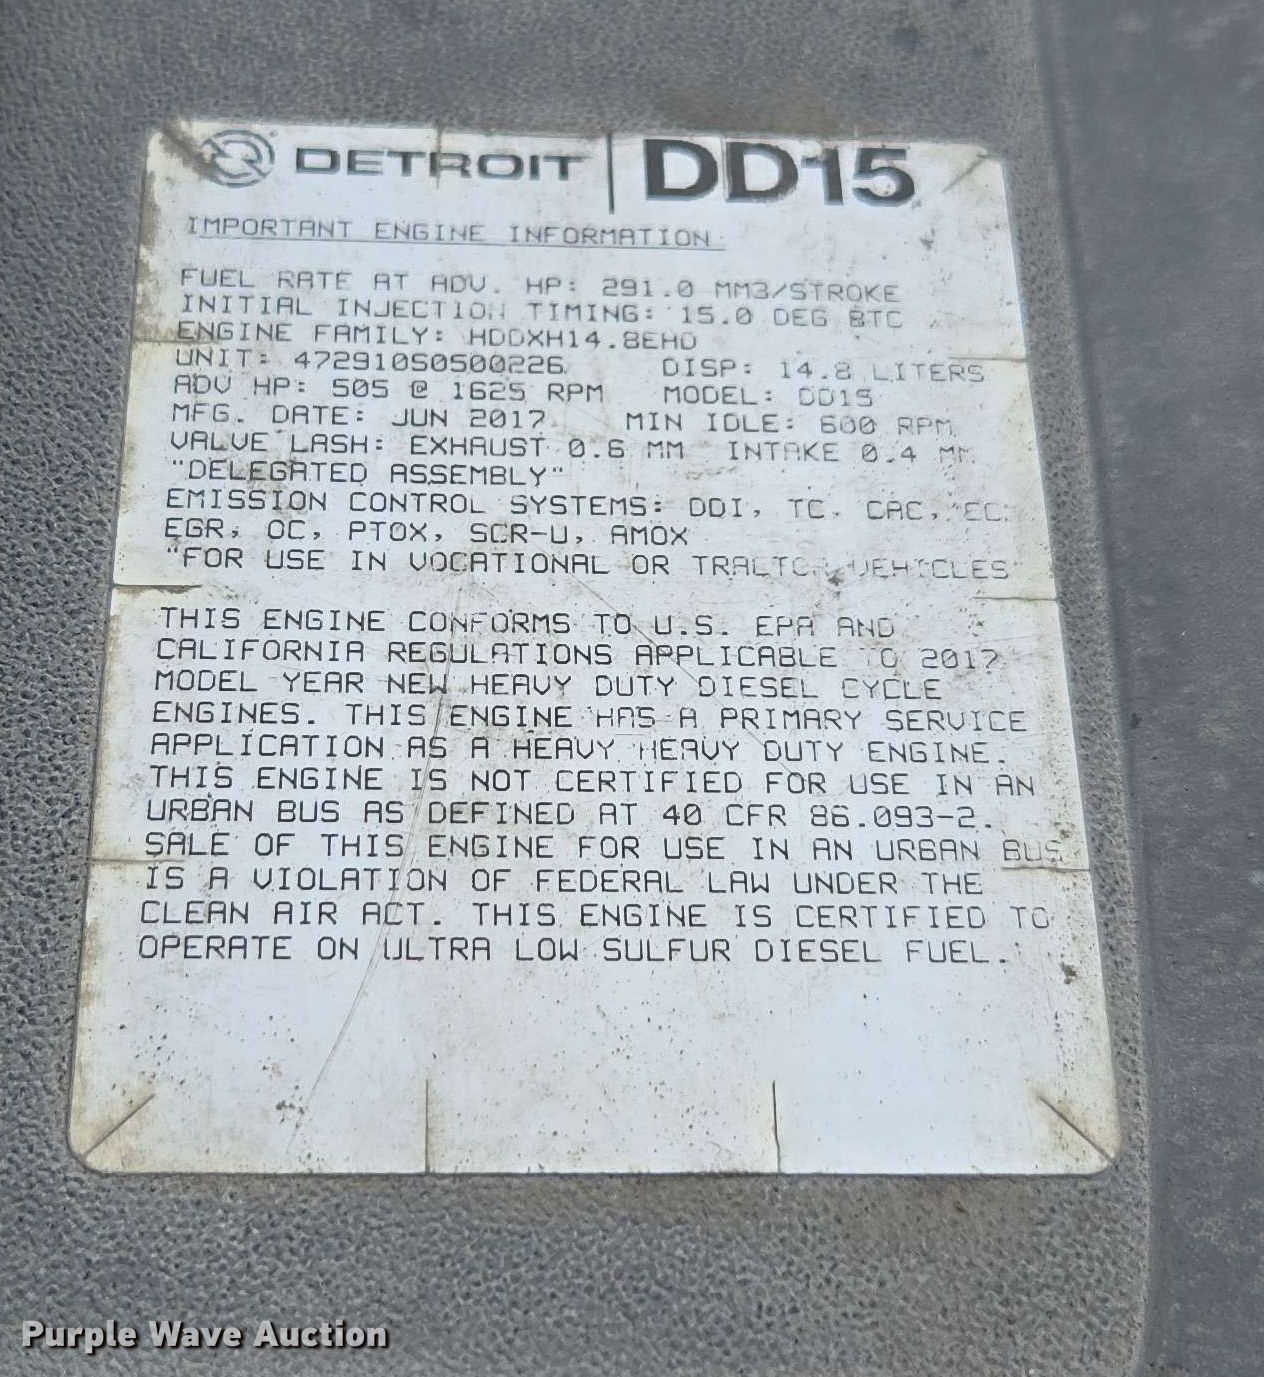 DETROIT DD15
IMPORTANT ENGINE INFORMATION
FUEL RATE AT ADV. HP: 291.0 MM3/STROKE
INITIAL INJECTION TIMING: 15.0 DEG BTC
ENGINE FAMILY: HDDXH14.8EHD
UNIT: 472910S0500226 DISP: 14.8 LITERS
ADV HP: 505 @ 1625 RPM MODEL: DD15
MFG. DATE: JUN 2017 MIN IDLE: 600 RPM
VALVE LASH: EXHAUST 0.6 MM INTAKE 0.4 MM
"DELEGATED ASSEMBLY"
EMISSION CONTROL SYSTEMS: DDI, TC, CAC, EC,
EGR, OC, PTOX, SCR-U, AMOX
"FOR USE IN VOCATIONAL OR TRACTOR VEHICLES"
THIS ENGINE CONFORMS TO U.S. EPA AND
CALIFORNIA REGULATIONS APPLICABLE TO 2017
MODEL YEAR NEW HEAVY DUTY DIESEL CYCLE
ENGINES. THIS ENGINE HAS A PRIMARY SERVICE
APPLICATION AS A HEAVY HEAVY DUTY ENGINE.
THIS ENGINE IS NOT CERTIFIED FOR USE IN AN
URBAN BUS AS DEFINED AT 40 CFR 86.093-2.
SALE OF THIS ENGINE FOR USE IN AN URBAN BUS
IS A VIOLATION OF FEDERAL LAW UNDER THE
CLEAN AIR ACT. THIS ENGINE IS CERTIFIED TO
OPERATE ON ULTRA LOW SULFUR DIESEL FUEL.
Purple Wave Auction